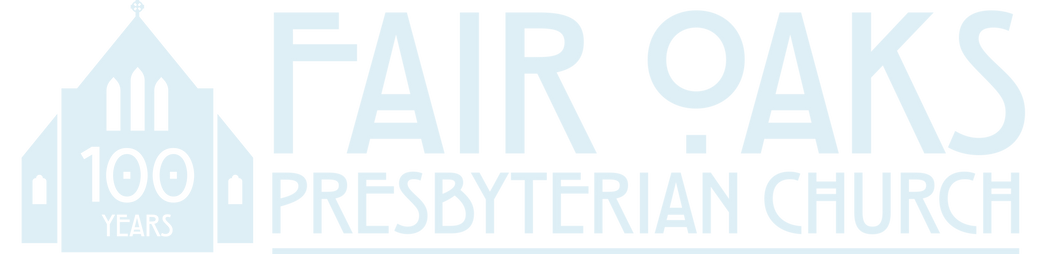 100
YEARS
FAIR OAKS
PRESBYTERIAN CHURCH